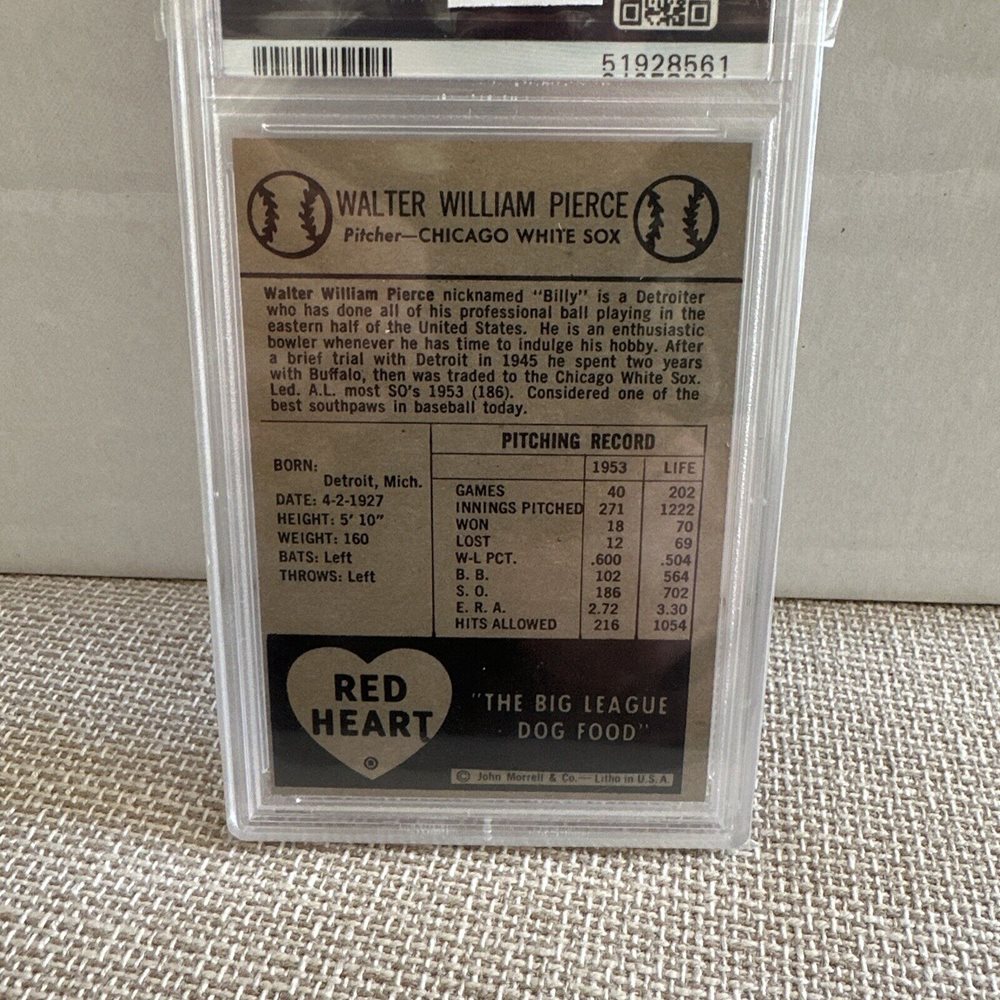 51928561
WALTER WILLIAM PIERCE
Pitcher—CHICAGO WHITE SOX
Walter William Pierce nicknamed "Billy" is a Detroiter
who has done all of his professional ball playing in the
eastern half of the United States. He is an enthusiastic
bowler whenever he has time to indulge his hobby. After
a brief trial with Detroit in 1945 he spent two years
with Buffalo, then was traded to the Chicago White Sox.
Led. A.L. most SO's 1953 (186). Considered one of the
best southpaws in baseball today.
BORN:
Detroit, Mich.
DATE: 4-2-1927
HEIGHT: 5' 10"
WEIGHT: 160
BATS: Left
THROWS: Left
PITCHING RECORD
1953 LIFE
GAMES 40 202
INNINGS PITCHED 271 1222
WON 18 70
LOST 12 69
W-L PCT. .600 .504
B. B. 102 564
S. O. 186 702
E. R. A. 2.72 3.30
HITS ALLOWED 216 1054
RED
HEART
®
"THE BIG LEAGUE
DOG FOOD"
© John Morrell & Co.—Litho in U.S.A.